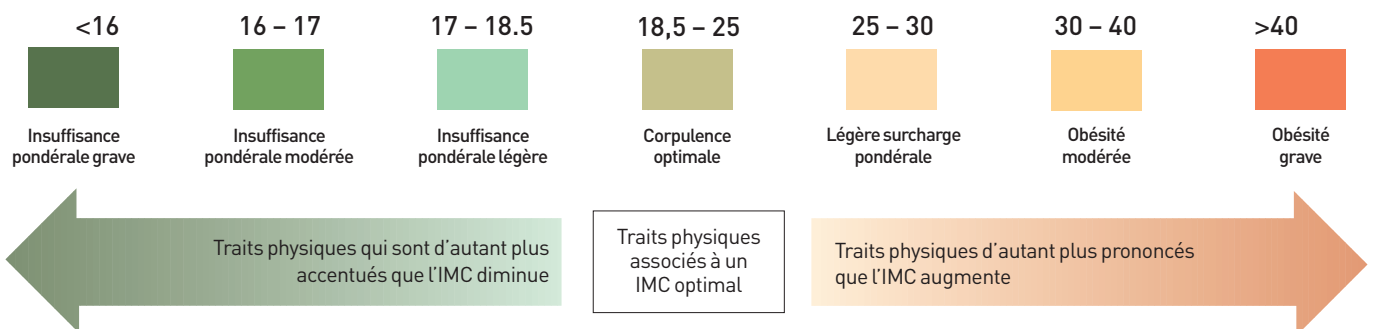 <16
16 – 17
17 – 18.5
18,5 – 25
25 – 30
30 – 40
>40
Insuffisance
pondérale grave
Insuffisance
pondérale modérée
Insuffisance
pondérale légère
Corpulence
optimale
Légère surcharge
pondérale
Obésité
modérée
Obésité
grave
Traits physiques qui sont d'autant plus
accentués que l'IMC diminue
Traits physiques
associés à un
IMC optimal
Traits physiques d'autant plus prononcés
que l'IMC augmente